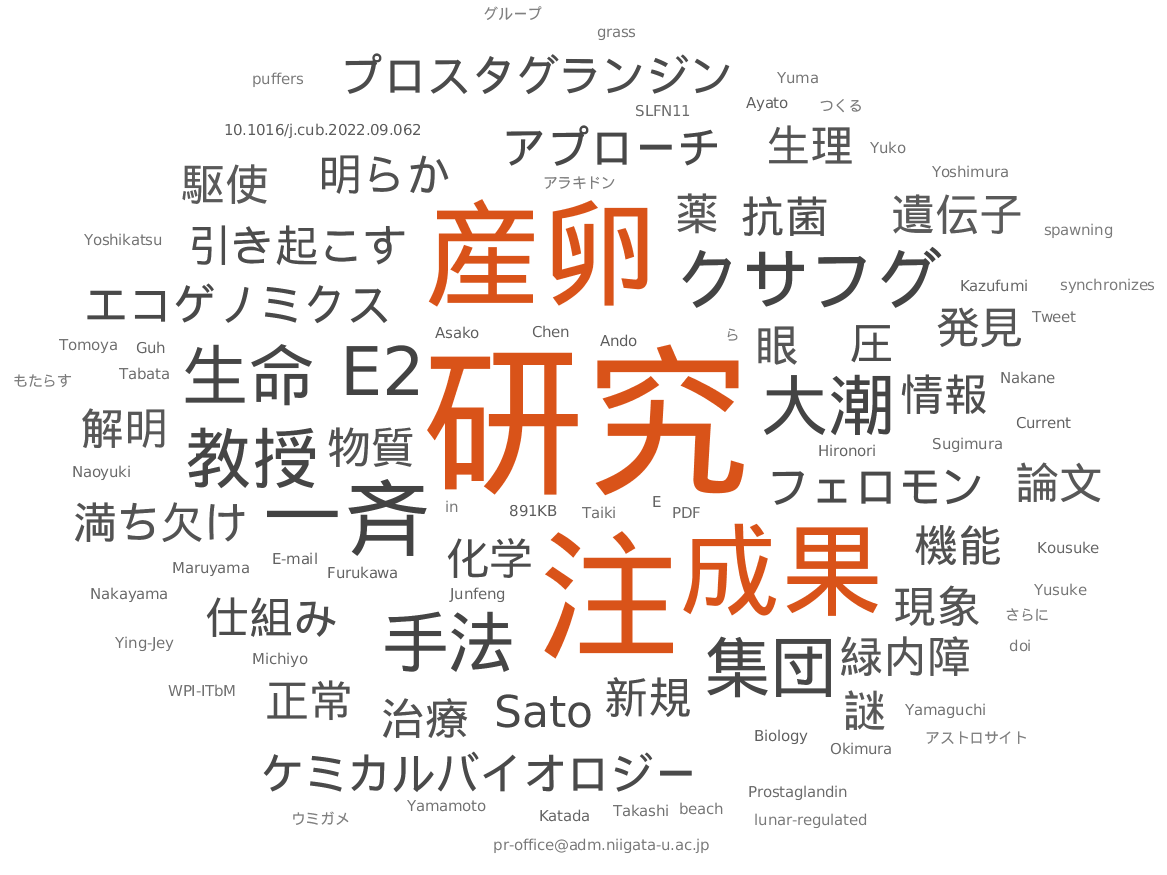 グループ
grass
プロスタグランジン
puffers
Yuma
SLFN11
Ayato
つくる
10.1016/j.cub.2022.09.062
アプローチ
生理
Yuko
駆使
明らか
アラキドン
Yoshimura
産卵
薬
抗菌
遺伝子
Yoshikatsu
引き起こす
クサフグ
spawning
エコゲノミクス
Kazufumi
synchronizes
Tomoya
Guh
Asako
Chen
Ando
ら
眼
圧
発見
Tweet
もたらす
Tabata
生命
E2
研究
大潮
情報
Nakane
解明
教授
物質
Hironori
Sugimura
Current
Naoyuki
フェロモン
論文
満ち欠け
一斉
in
891KB
Taiki
E
PDF
Maruyama
E-mail
Furukawa
化学
注
成果
機能
Kousuke
Nakayama
Junfeng
現象
Yusuke
さらに
仕組み
手法
集団
緑内障
doi
Ying-Jey
Michiyo
WPI-ITbM
正常
治療
Sato
新規
謎
Yamaguchi
Biology
Okimura
アストロサイト
ケミカルバイオロジー
ウミガメ
Yamamoto
Katada
Takashi
beach
Prostaglandin
lunar-regulated
pr-office@adm.niigata-u.ac.jp